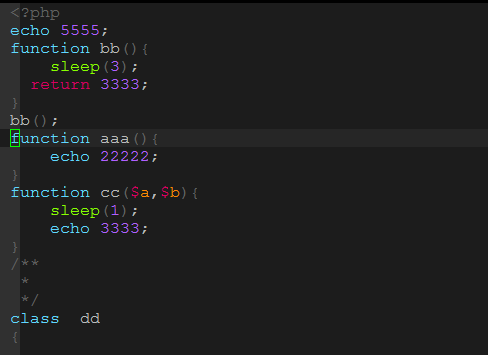 <?php
echo 5555;
function bb(){
    sleep(3);
  return 3333;
}
bb();
function aaa(){
    echo 22222;
}
function cc($a,$b){
    sleep(1);
    echo 3333;
}
/**
 *
 */
class  dd
{